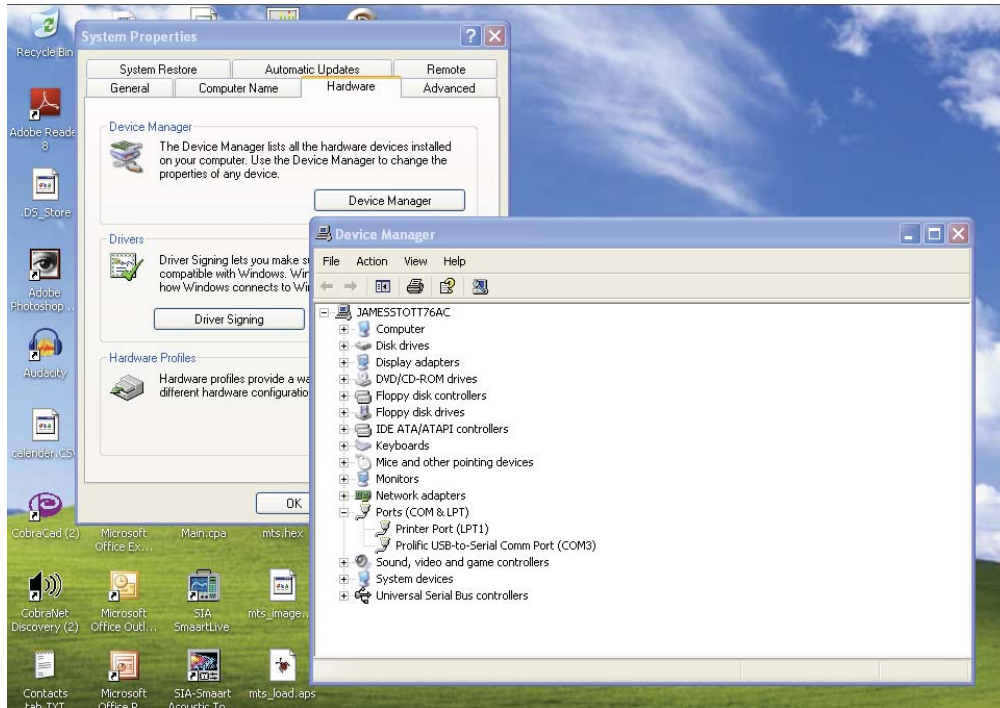 Recycle Bin
Adobe Reade
8
.DS_Store
Adobe
Photoshop ...
Audacity
calender.CS
CobraCad (2)
CobraNet
Discovery (2)
Contacts
tab.TXT
Microsoft
Office Ex...
Microsoft
Office Outl...
Microsoft
Office P...
Main.cpa
SIA
SmaartLive
SIA-Smaart
Acoustic To...
mts.hex
mts_image.
mts_load.aps
System Properties
System Restore
Automatic Updates
Remote
General
Computer Name
Hardware
Advanced
Device Manager
The Device Manager lists all the hardware devices installed
on your computer. Use the Device Manager to change the
properties of any device.
Device Manager
Drivers
Driver Signing lets you make s
compatible with Windows. Wi
how Windows connects to Wi
Driver Signing
Hardware Profiles
Hardware profiles provide a wa
different hardware configuratio
OK
Device Manager
File Action View Help
JAMESSTOTT76AC
Computer
Disk drives
Display adapters
DVD/CD-ROM drives
Floppy disk controllers
Floppy disk drives
IDE ATA/ATAPI controllers
Keyboards
Mice and other pointing devices
Monitors
Network adapters
Ports (COM & LPT)
Printer Port (LPT1)
Prolific USB-to-Serial Comm Port (COM3)
Sound, video and game controllers
System devices
Universal Serial Bus controllers